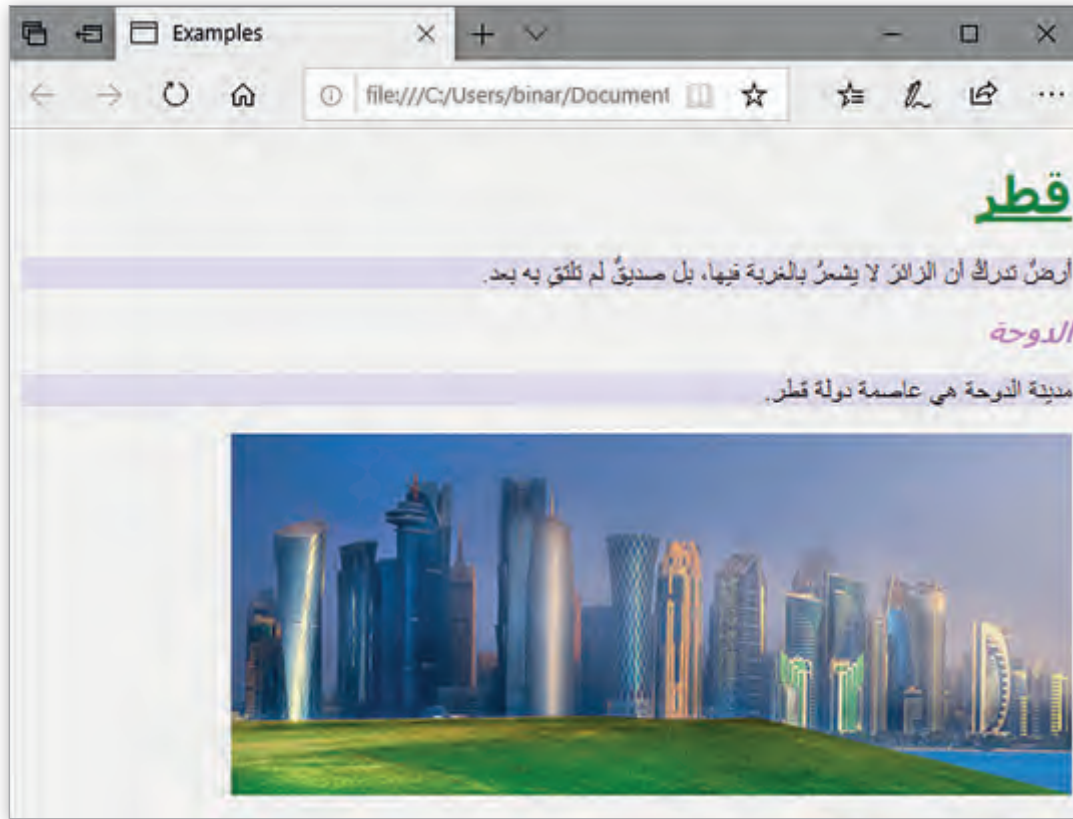 Examples
file:///C:/Users/binar/Document
قطر
أرضٌ تدركُ أن الزائرَ لا يشعرُ بالغربة فيها، بل صديقٌ لم تلتقِ به بعد.
الدوحة
مدينة الدوحة هي عاصمة دولة قطر.